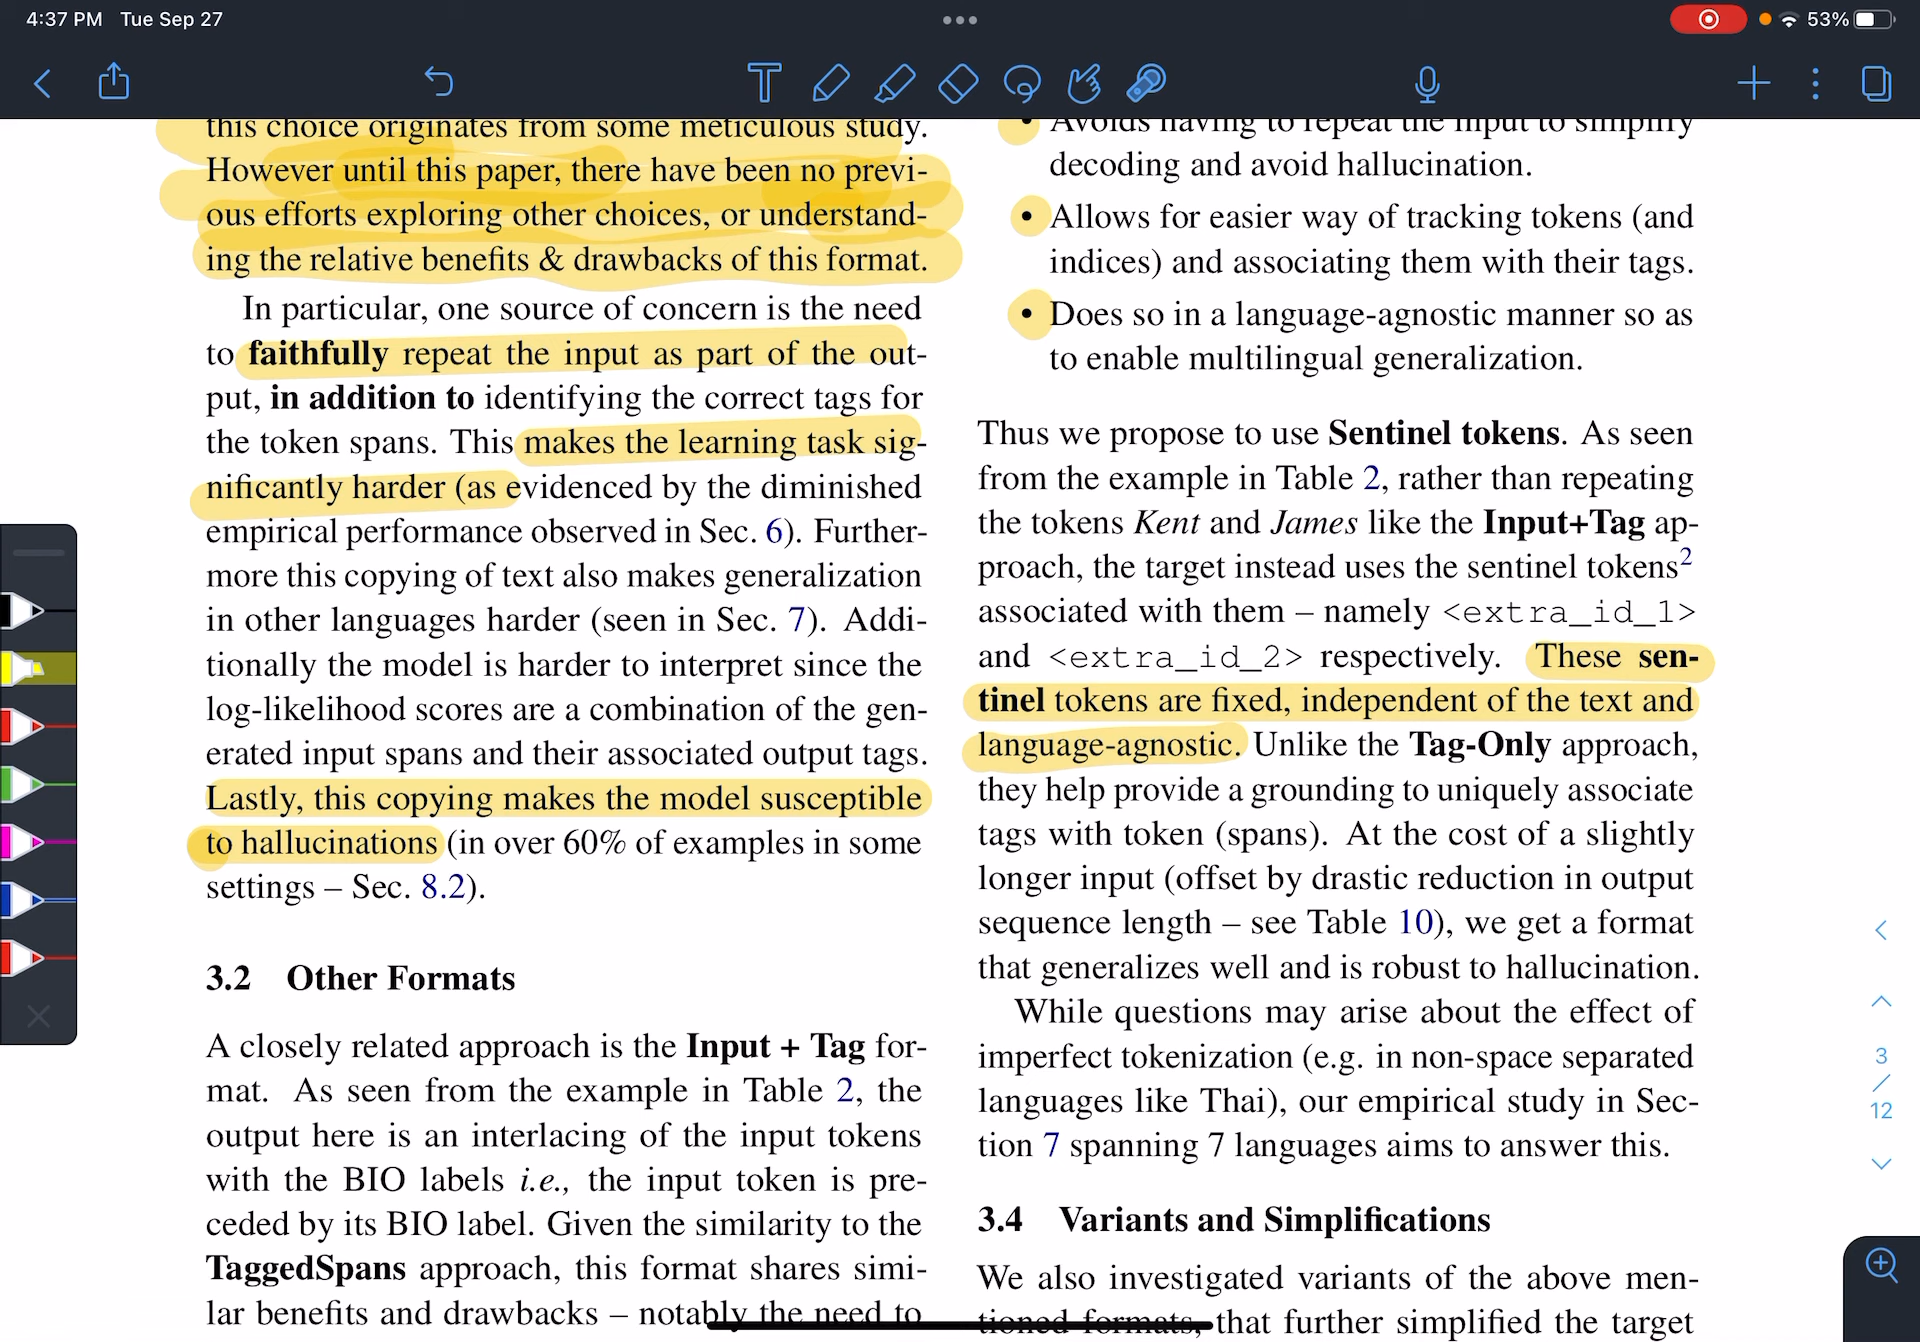 4:37 PM Tue Sep 27
53%
this choice originates from some meticulous study.
However until this paper, there have been no previ-
ous efforts exploring other choices, or understand-
ing the relative benefits & drawbacks of this format.
In particular, one source of concern is the need
to faithfully repeat the input as part of the out-
put, in addition to identifying the correct tags for
the token spans. This makes the learning task sig-
nificantly harder (as evidenced by the diminished
empirical performance observed in Sec. 6). Further-
more this copying of text also makes generalization
in other languages harder (seen in Sec. 7). Addi-
tionally the model is harder to interpret since the
log-likelihood scores are a combination of the gen-
erated input spans and their associated output tags.
Lastly, this copying makes the model susceptible
to hallucinations (in over 60% of examples in some
settings – Sec. 8.2).
3.2 Other Formats
A closely related approach is the Input + Tag for-
mat. As seen from the example in Table 2, the
output here is an interlacing of the input tokens
with the BIO labels i.e., the input token is pre-
ceded by its BIO label. Given the similarity to the
TaggedSpans approach, this format shares simi-
lar benefits and drawbacks – notably the need to
• Avoids having to repeat the input to simplify
decoding and avoid hallucination.
• Allows for easier way of tracking tokens (and
indices) and associating them with their tags.
• Does so in a language-agnostic manner so as
to enable multilingual generalization.
Thus we propose to use Sentinel tokens. As seen
from the example in Table 2, rather than repeating
the tokens Kent and James like the Input+Tag ap-
proach, the target instead uses the sentinel tokens2
associated with them – namely <extra_id_1>
and <extra_id_2> respectively. These sen-
tinel tokens are fixed, independent of the text and
language-agnostic. Unlike the Tag-Only approach,
they help provide a grounding to uniquely associate
tags with token (spans). At the cost of a slightly
longer input (offset by drastic reduction in output
sequence length – see Table 10), we get a format
that generalizes well and is robust to hallucination.
While questions may arise about the effect of
imperfect tokenization (e.g. in non-space separated
languages like Thai), our empirical study in Sec-
tion 7 spanning 7 languages aims to answer this.
3.4 Variants and Simplifications
We also investigated variants of the above men-
tioned formats, that further simplified the target
3
/
12